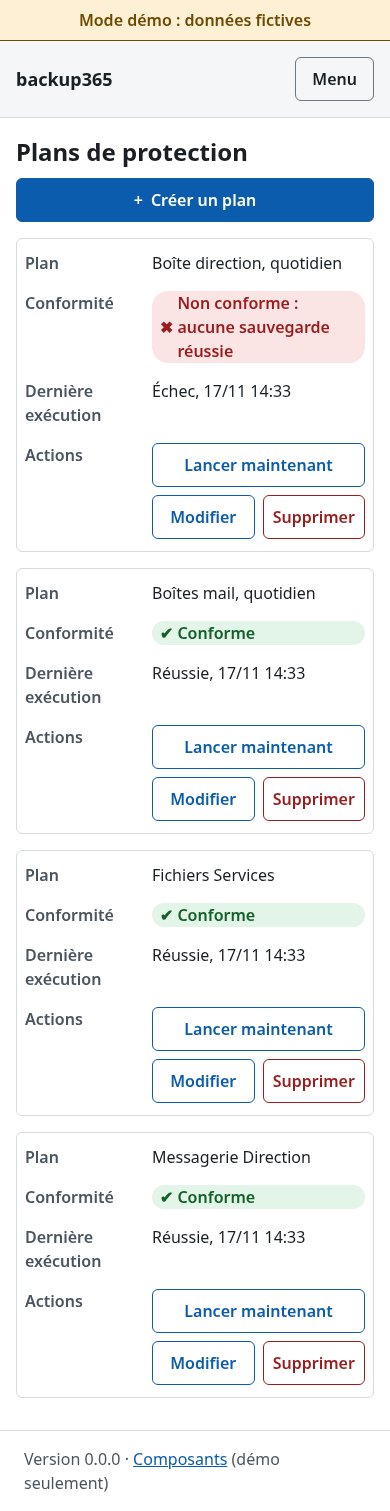 Mode démo : données fictives
backup365
Menu
Plans de protection
+ Créer un plan
Plan
Boîte direction, quotidien
Conformité
✖ Non conforme :
aucune sauvegarde
réussie
Dernière
exécution
Échec, 17/11 14:33
Actions
Lancer maintenant
Modifier
Supprimer
Plan
Boîtes mail, quotidien
Conformité
✔ Conforme
Dernière
exécution
Réussie, 17/11 14:33
Actions
Lancer maintenant
Modifier
Supprimer
Plan
Fichiers Services
Conformité
✔ Conforme
Dernière
exécution
Réussie, 17/11 14:33
Actions
Lancer maintenant
Modifier
Supprimer
Plan
Messagerie Direction
Conformité
✔ Conforme
Dernière
exécution
Réussie, 17/11 14:33
Actions
Lancer maintenant
Modifier
Supprimer
Version 0.0.0 · Composants (démo
seulement)